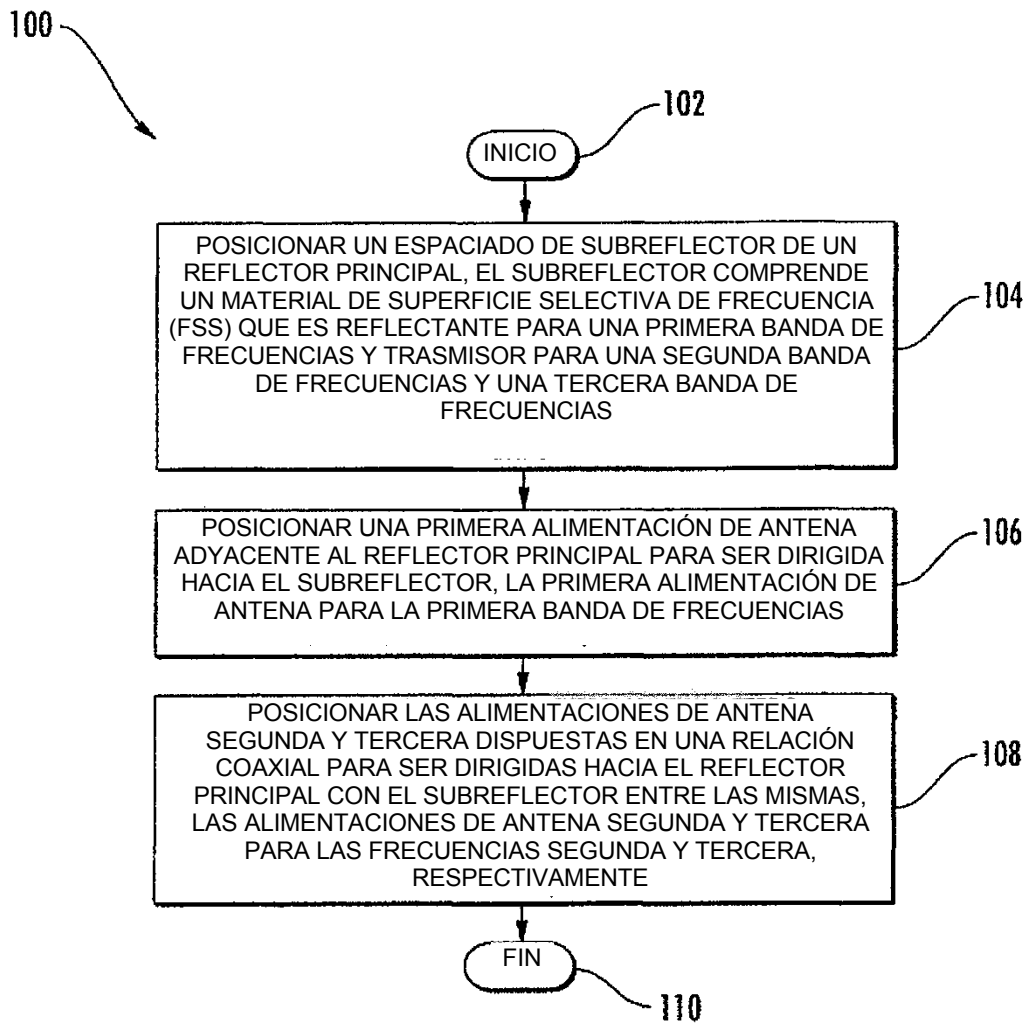 100
102
INICIO
POSICIONAR UN ESPACIADO DE SUBREFLECTOR DE UN
REFLECTOR PRINCIPAL, EL SUBREFLECTOR COMPRENDE
UN MATERIAL DE SUPERFICIE SELECTIVA DE FRECUENCIA
(FSS) QUE ES REFLECTANTE PARA UNA PRIMERA BANDA DE
FRECUENCIAS Y TRASMISOR PARA UNA SEGUNDA BANDA
DE FRECUENCIAS Y UNA TERCERA BANDA DE
FRECUENCIAS
104
POSICIONAR UNA PRIMERA ALIMENTACIÓN DE ANTENA
ADYACENTE AL REFLECTOR PRINCIPAL PARA SER DIRIGIDA
HACIA EL SUBREFLECTOR, LA PRIMERA ALIMENTACIÓN DE
ANTENA PARA LA PRIMERA BANDA DE FRECUENCIAS
106
POSICIONAR LAS ALIMENTACIONES DE ANTENA
SEGUNDA Y TERCERA DISPUESTAS EN UNA RELACIÓN
COAXIAL PARA SER DIRIGIDAS HACIA EL REFLECTOR
PRINCIPAL CON EL SUBREFLECTOR ENTRE LAS MISMAS,
LAS ALIMENTACIONES DE ANTENA SEGUNDA Y TERCERA
PARA LAS FRECUENCIAS SEGUNDA Y TERCERA,
RESPECTIVAMENTE
108
FIN
110